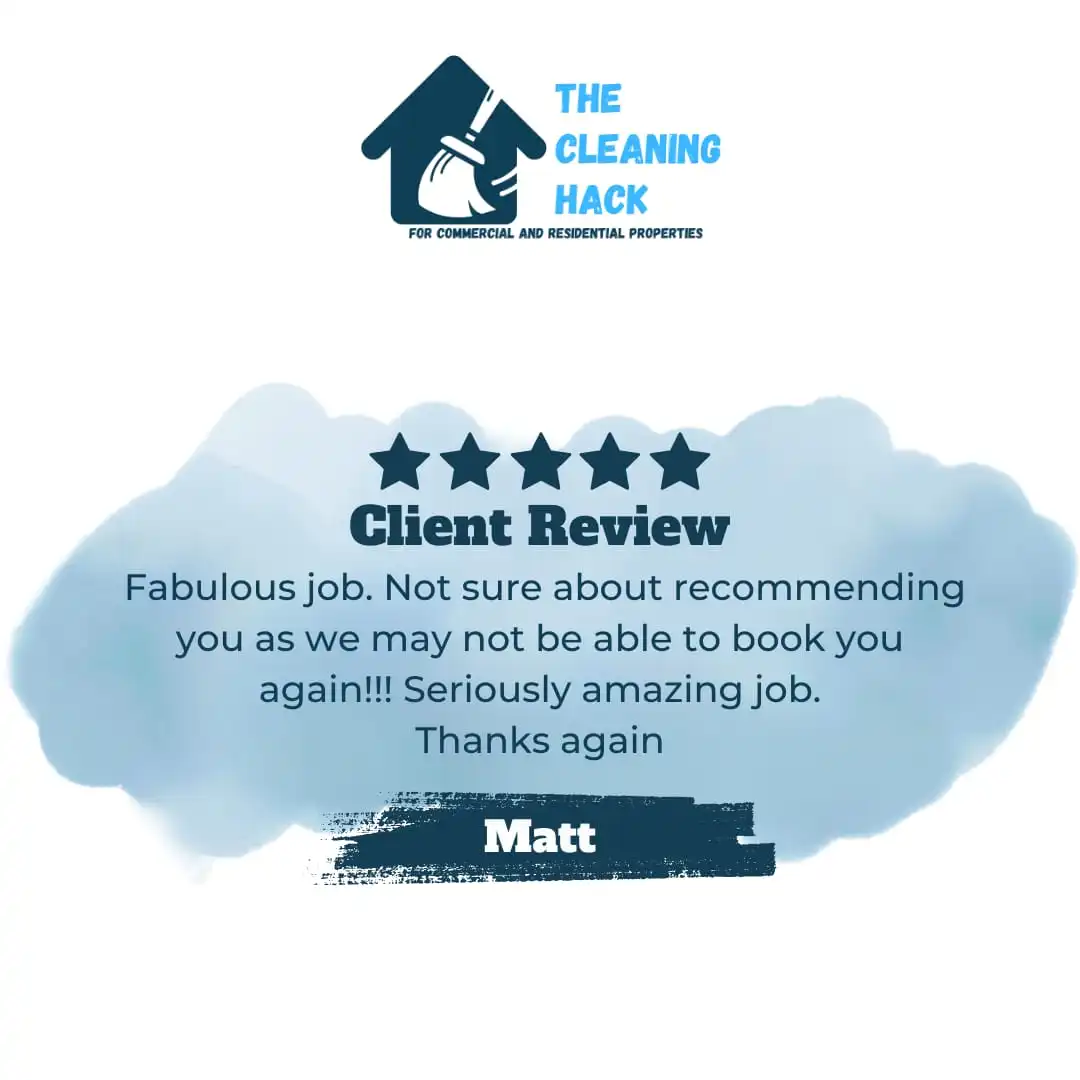 THE
CLEANING
HACK
FOR COMMERCIAL AND RESIDENTIAL PROPERTIES
Client Review
Fabulous job. Not sure about recommending
you as we may not be able to book you
again!!! Seriously amazing job.
Thanks again
Matt